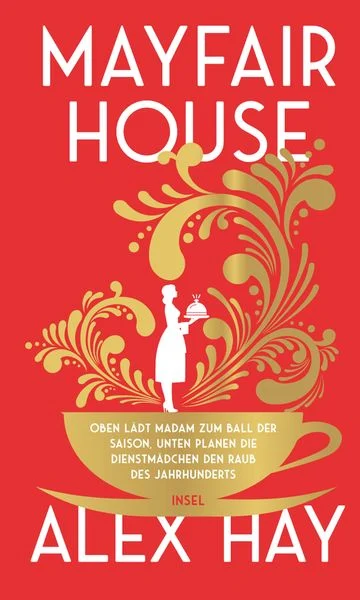 MAYFAIR
HOUSE
OBEN LÄDT MADAM ZUM BALL DER
SAISON, UNTEN PLANEN DIE
DIENSTMÄDCHEN DEN RAUB
DES JAHRHUNDERTS
INSEL
ALEX HAY